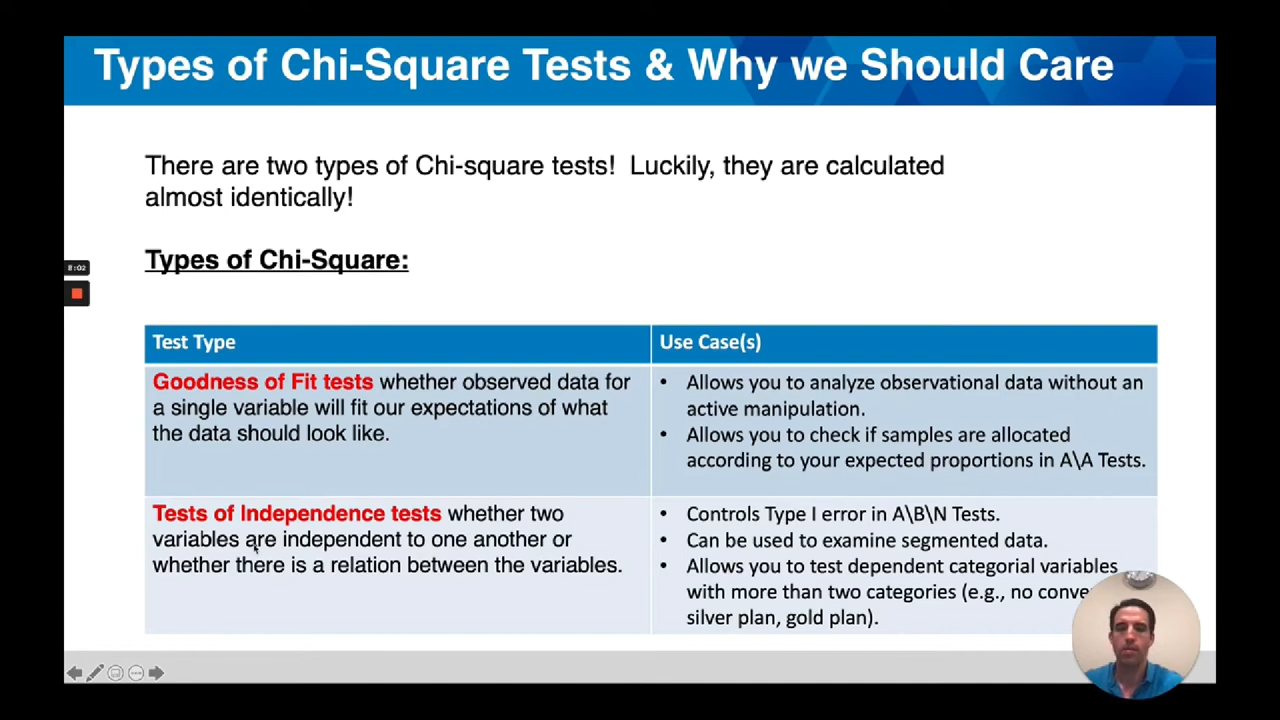 Types of Chi-Square Tests & Why we Should Care
There are two types of Chi-square tests!  Luckily, they are calculated
almost identically!
Types of Chi-Square:
8:02
Test Type
Use Case(s)
Goodness of Fit tests whether observed data for
a single variable will fit our expectations of what
the data should look like.
• Allows you to analyze observational data without an
active manipulation.
• Allows you to check if samples are allocated
according to your expected proportions in A\A Tests.
Tests of Independence tests whether two
variables are independent to one another or
whether there is a relation between the variables.
• Controls Type I error in A\B\N Tests.
• Can be used to examine segmented data.
• Allows you to test dependent categorial variables
with more than two categories (e.g., no
silver plan, gold plan).